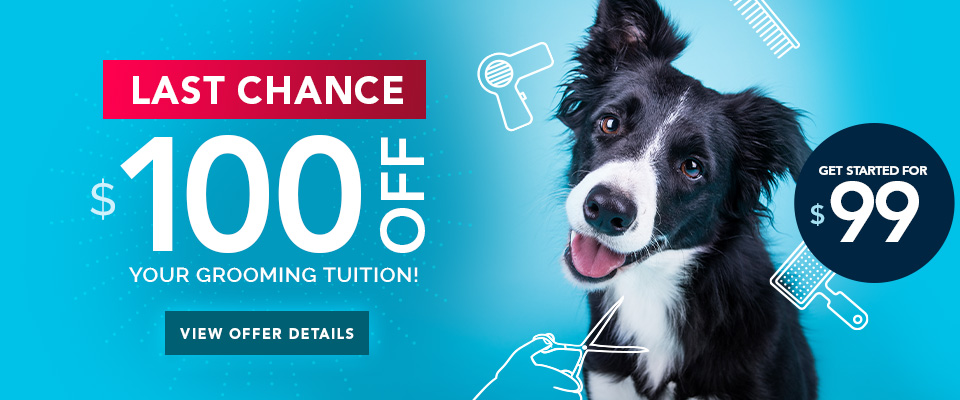 LAST CHANCE
$100 OFF
YOUR GROOMING TUITION!
VIEW OFFER DETAILS
GET STARTED FOR
$99